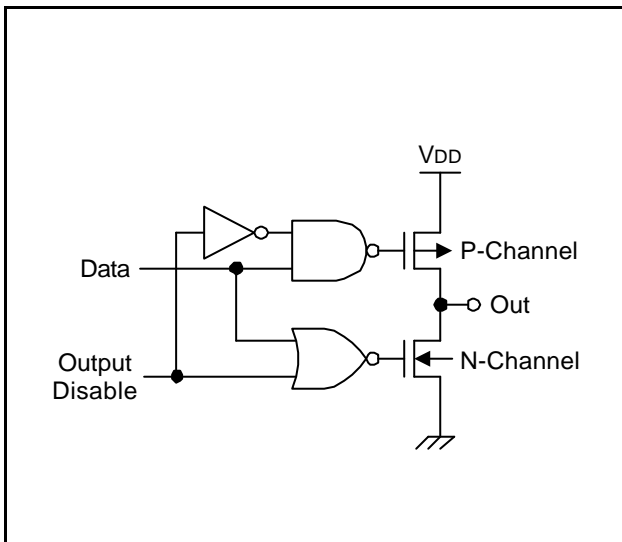 VDD
P-Channel
Data
Out
Output
Disable
N-Channel